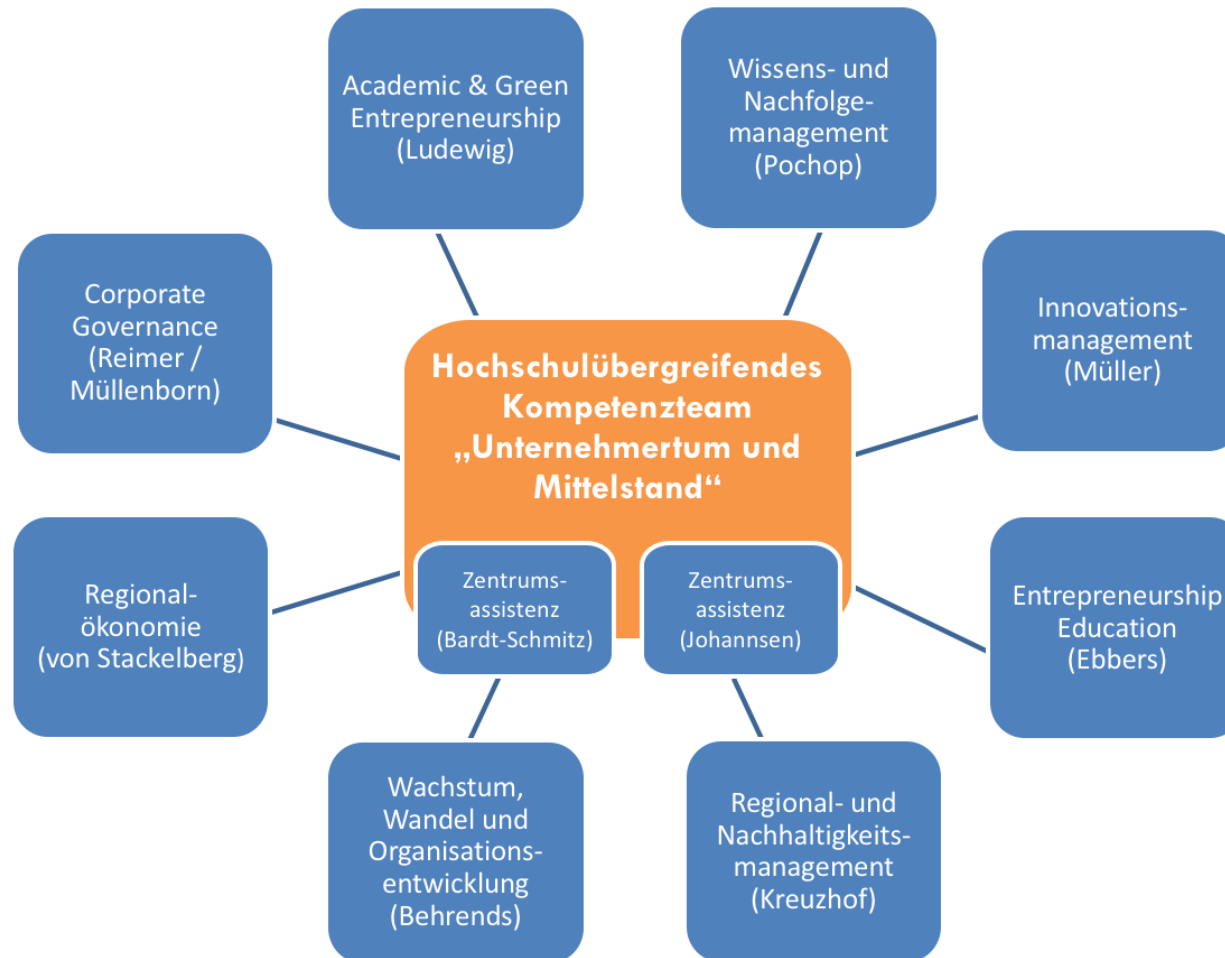 Academic & Green
Entrepreneurship
(Ludewig)
Wissens- und
Nachfolge-
management
(Pochop)
Corporate
Governance
(Reimer /
Müllenborn)
Innovations-
management
(Müller)
Hochschulübergreifendes
Kompetenzteam
„Unternehmertum und
Mittelstand“
Zentrums-
assistenz
(Bardt-Schmitz)
Zentrums-
assistenz
(Johannsen)
Regional-
ökonomie
(von Stackelberg)
Entrepreneurship
Education
(Ebbers)
Wachstum,
Wandel und
Organisations-
entwicklung
(Behrends)
Regional- und
Nachhaltigkeits-
management
(Kreuzhof)